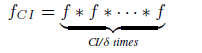 f_{CI} = f * f * ··· * f
CI/δ times